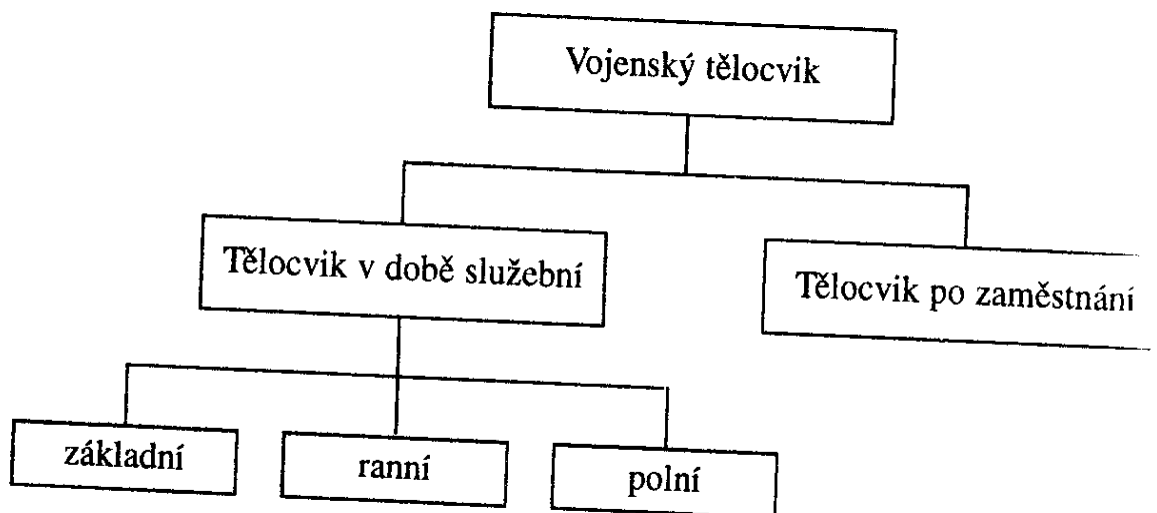 Vojenský tělocvik
Tělocvik v době služební
Tělocvik po zaměstnání
základní
ranní
polní